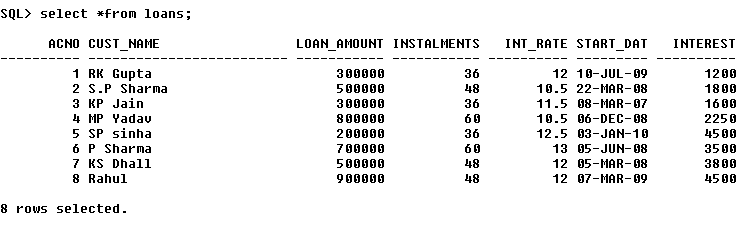 SQL> select *from loans;
ACNO CUST_NAME LOAN_AMOUNT INSTALMENTS INT_RATE START_DAT INTEREST
---------- -------------------- ----------- ----------- ---------- --------- ----------
1 RK Gupta 300000 36 12 10-JUL-09 1200
2 S.P Sharma 500000 48 10.5 22-MAR-08 1800
3 KP Jain 300000 36 11.5 08-MAR-07 1600
4 MP Yadav 800000 60 10.5 06-DEC-08 2250
5 SP sinha 200000 36 12.5 03-JAN-10 4500
6 P Sharma 700000 60 13 05-JUN-08 3500
7 KS Dhall 500000 48 12 05-MAR-08 3800
8 Rahul 900000 48 12 07-MAR-09 4500
8 rows selected.